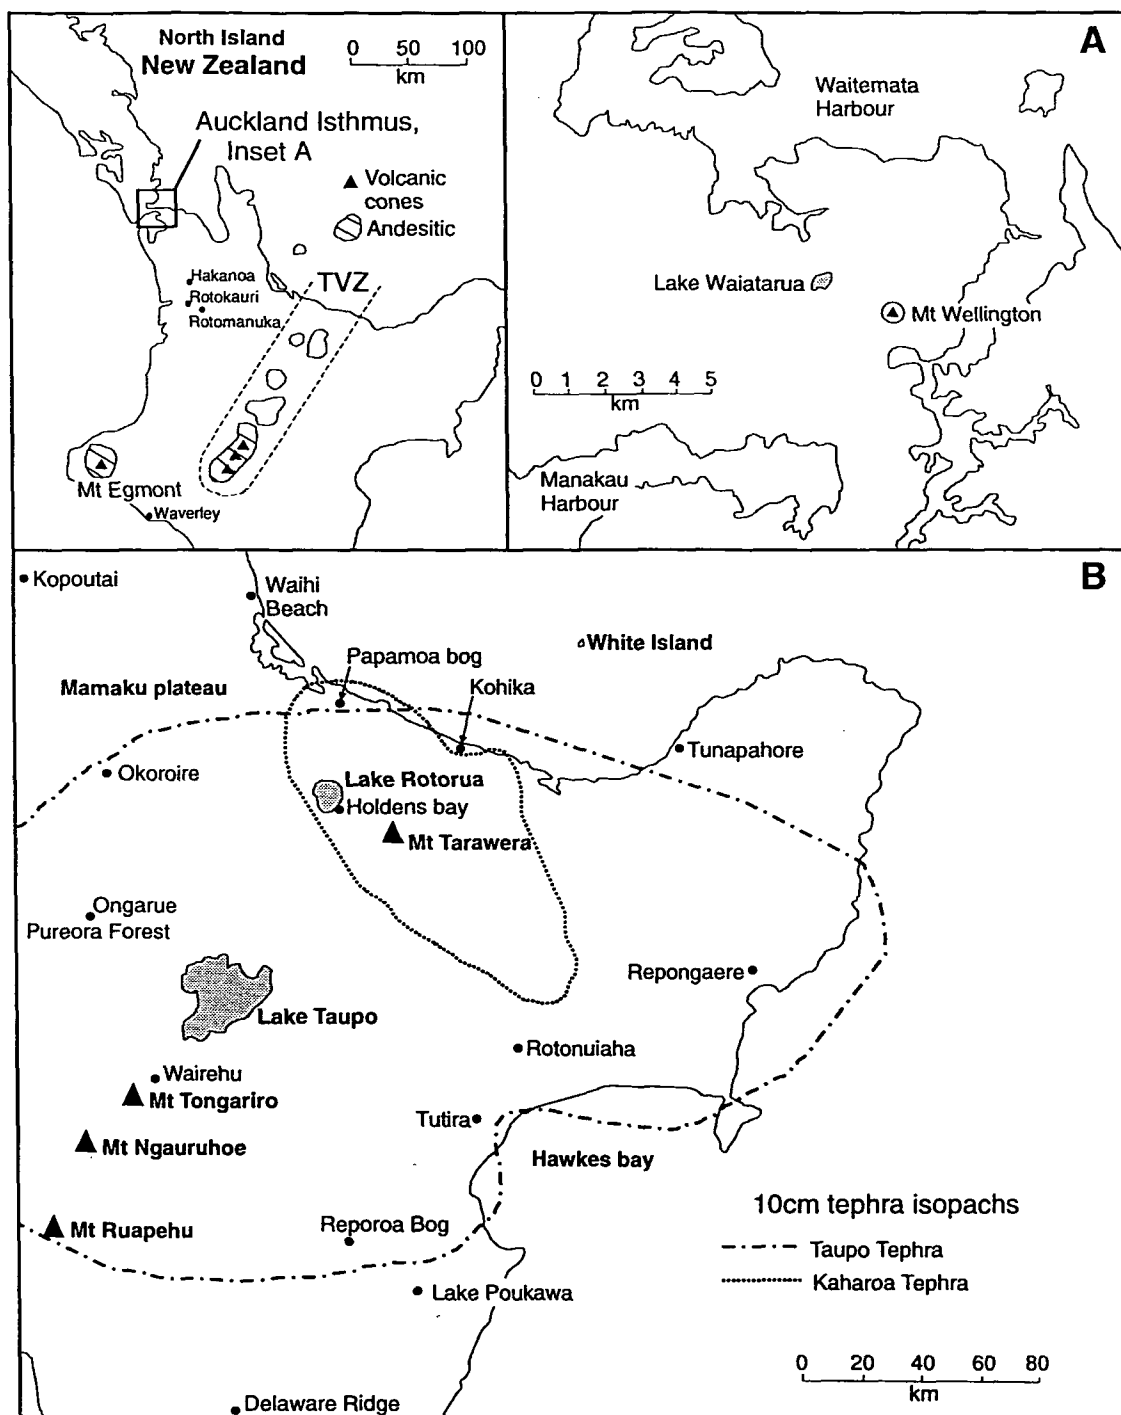 North Island
New Zealand
0 50 100
km
Auckland Isthmus,
Inset A
Volcanic
cones
Andesitic
TVZ
Hakanoa
Rotokauri
Rotomanuka
Mt Egmont
Waverley
A
Waitemata
Harbour
Lake Waiatarua
Mt Wellington
0 1 2 3 4 5
km
Manakau
Harbour
B
Kopoutai
Waihi
Beach
White Island
Papamoa bog
Mamaku plateau
Kohika
Tunapahore
Okoroire
Lake Rotorua
Holdens bay
Mt Tarawera
Ongarue
Pureora Forest
Repongaere
Lake Taupo
Rotonuiaha
Wairehu
Mt Tongariro
Tutira
Mt Ngauruhoe
Hawkes bay
10cm tephra isopachs
Mt Ruapehu
Reporoa Bog
Taupo Tephra
Kaharoa Tephra
Lake Poukawa
0 20 40 60 80
km
Delaware Ridge